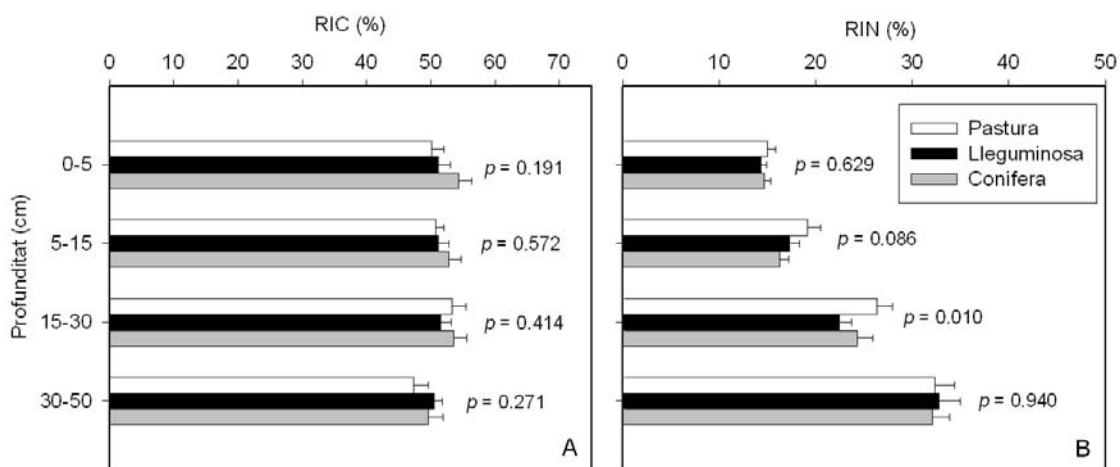 RIC (%)
0 10 20 30 40 50 60 70
RIN (%)
0 10 20 30 40 50
Profunditat (cm)
0-5
5-15
15-30
30-50
p = 0.191
p = 0.572
p = 0.414
p = 0.271
A
Pastura
Lleguminosa
Conífera
p = 0.629
p = 0.086
p = 0.010
p = 0.940
B